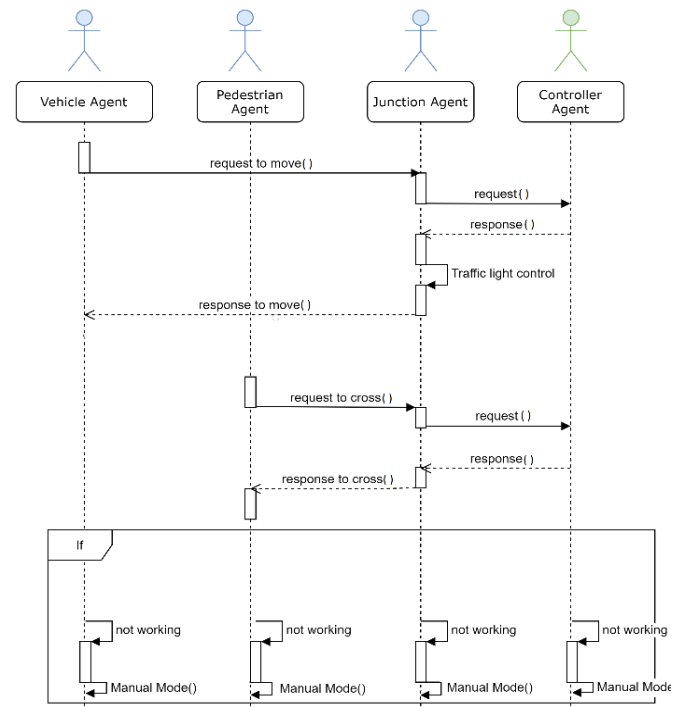 Vehicle Agent
Pedestrian
Agent
Junction Agent
Controller
Agent
request to move()
request()
response()
Traffic light control
response to move()
request to cross()
request()
response()
response to cross()
If
not working
not working
not working
not working
Manual Mode()
Manual Mode()
Manual Mode()
Manual Mode